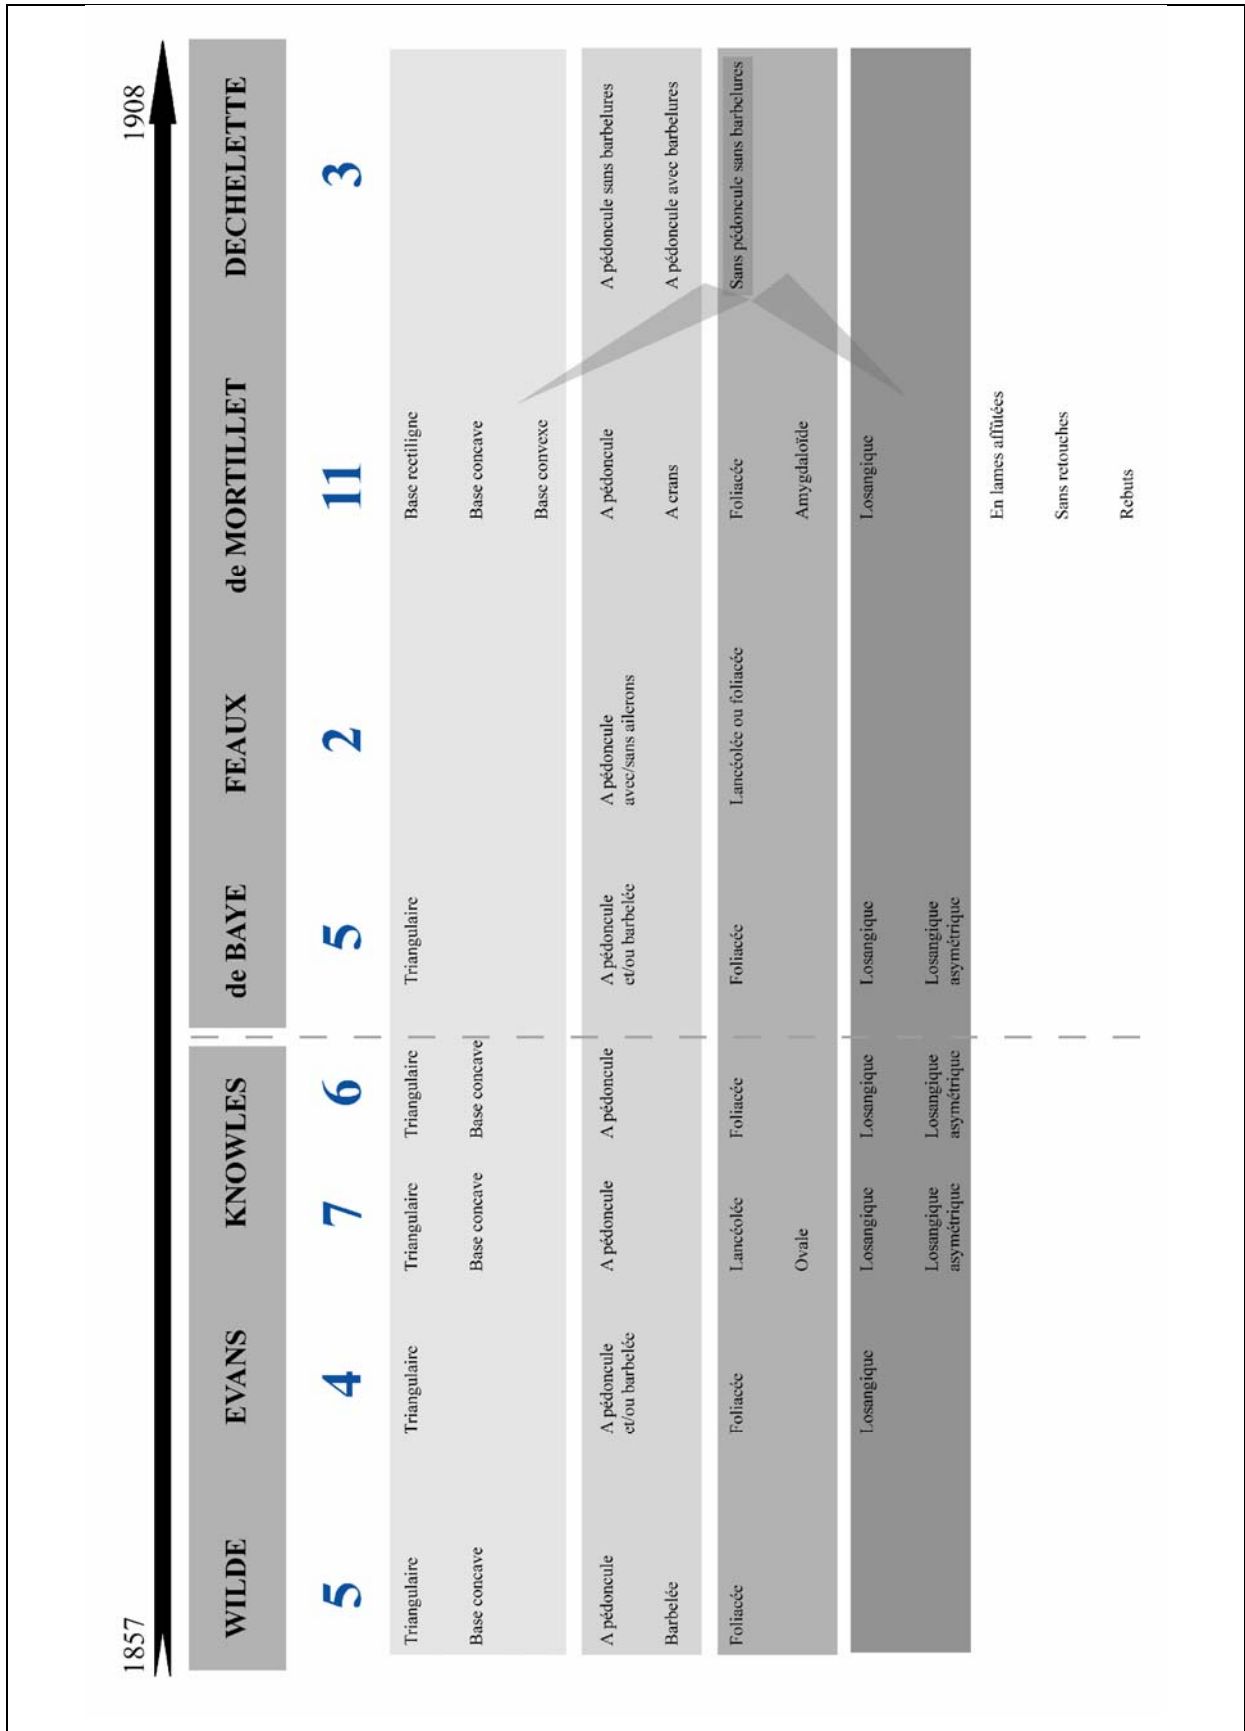 1857
1908
WILDE
EVANS
KNOWLES
de BAYE
FEAUX
de MORTILLET
DECHELETTE
5
4
7
6
5
2
11
3
Triangulaire
Triangulaire
Triangulaire
Triangulaire
Triangulaire
Base rectiligne
Base concave
Base concave
Base concave
Base concave
Base convexe
A pédoncule
A pédoncule
et/ou barbelée
A pédoncule
A pédoncule
A pédoncule
et/ou barbelée
A pédoncule
avec/sans ailerons
A pédoncule
A pédoncule sans barbelures
Barbelée
A crans
A pédoncule avec barbelures
Foliacée
Foliacée
Lancéolée
Foliacée
Foliacée
Lancéolée ou foliacée
Foliacée
Sans pédoncule sans barbelures
Ovale
Amygdaloïde
Losangique
Losangique
Losangique
Losangique
Losangique
Losangique
asymétrique
Losangique
asymétrique
Losangique
asymétrique
En lames affûtées
Sans retouches
Rebuts